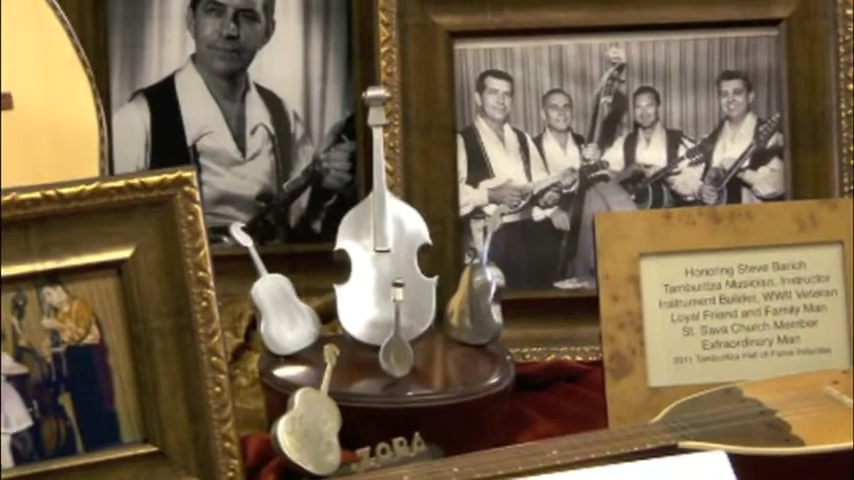 Honoring Steve Barich
Tamburitza Musician, Instructor
Instrument Builder, WWII Veteran
Loyal Friend and Family Man
St. Sava Church Member
Extraordinary Man
2011 Tamburitza Hall of Fame Inductee
ZORA